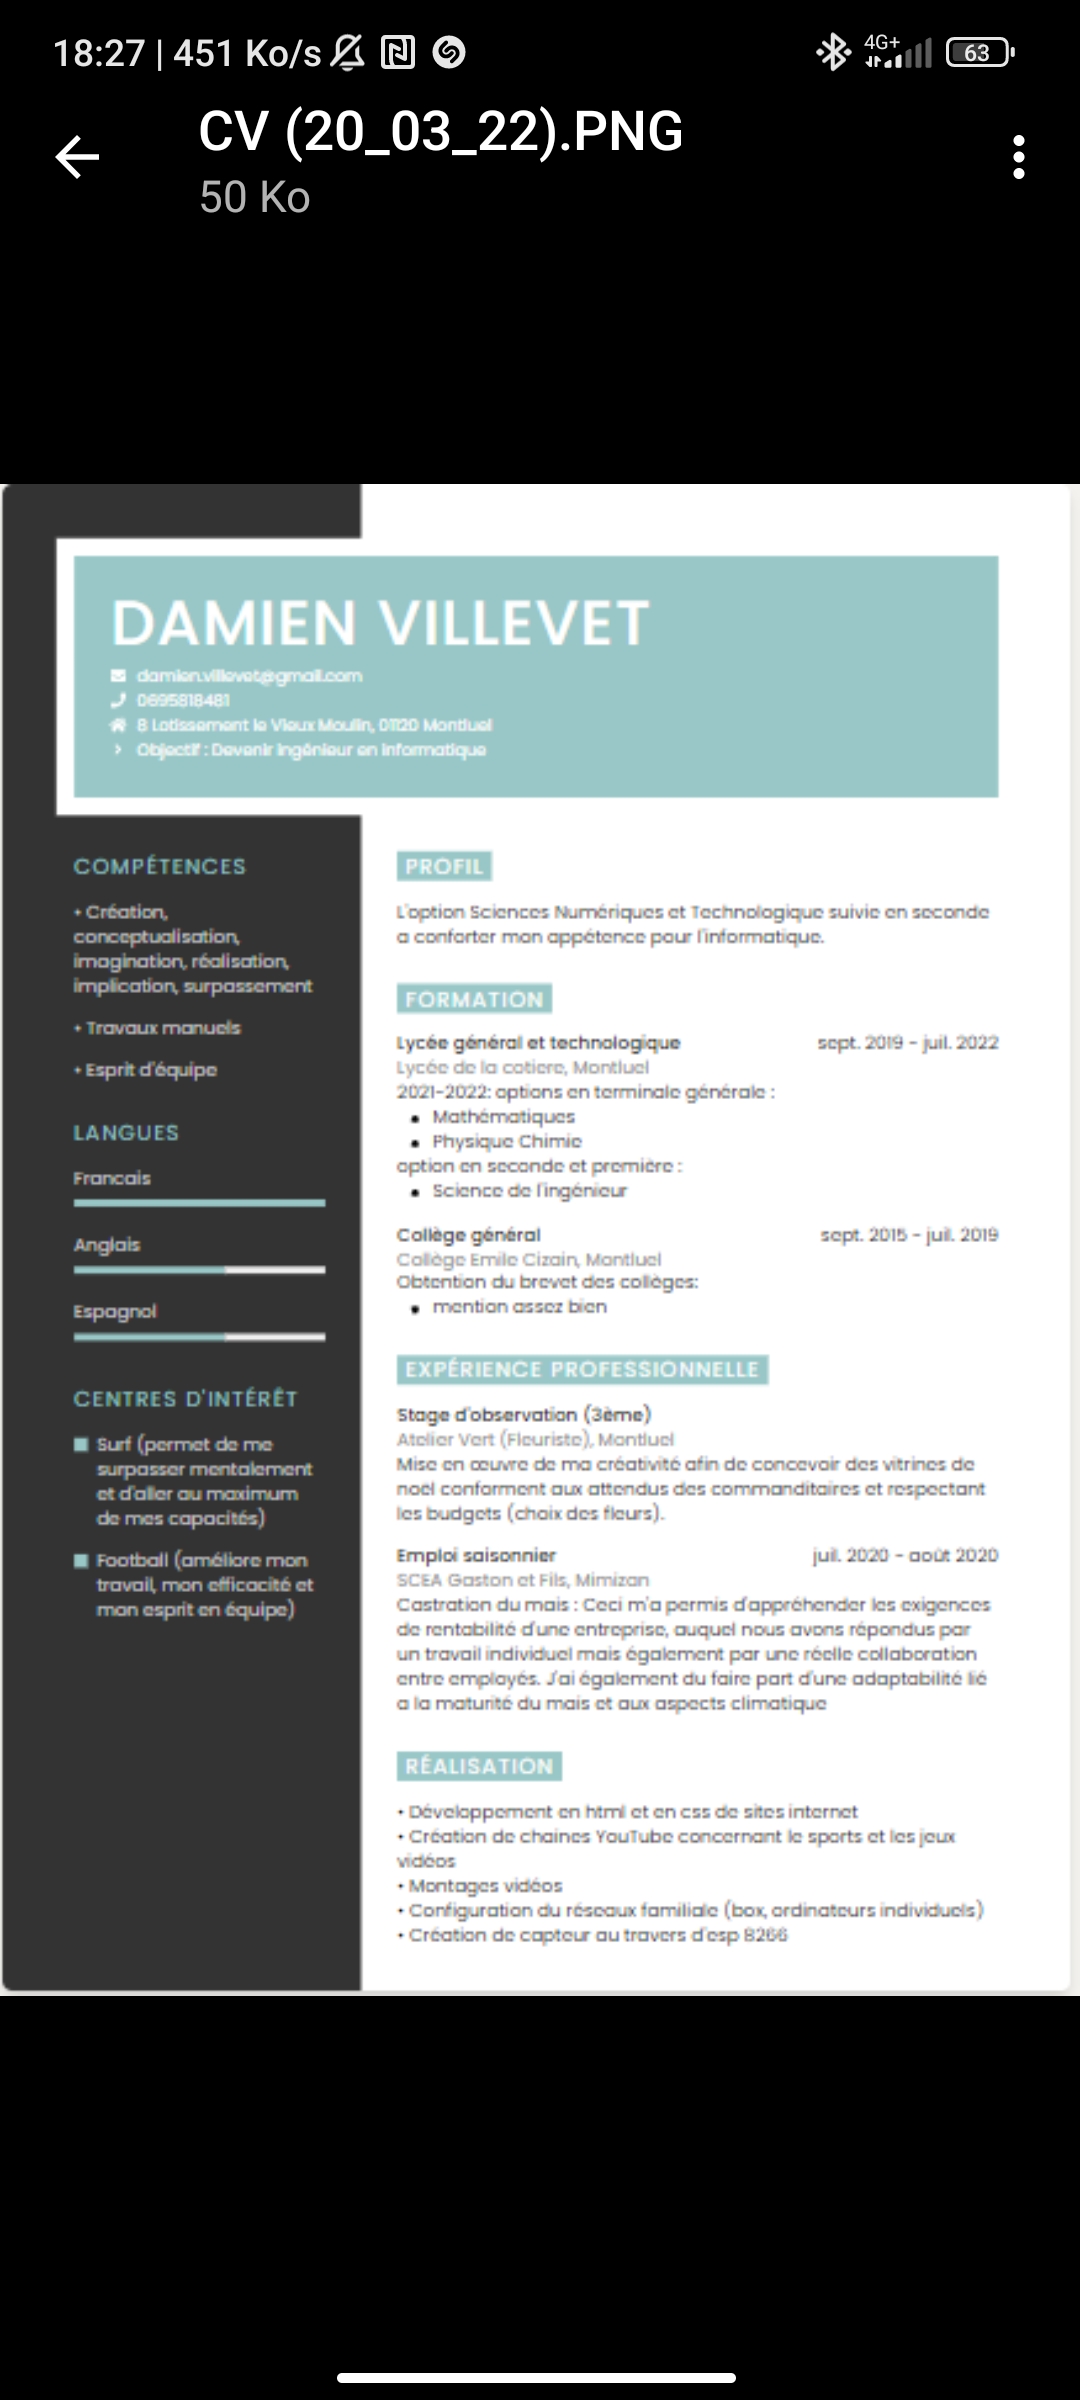 18:27 | 451 Ko/s
4G+
63
CV (20_03_22).PNG
50 Ko
DAMIEN VILLEVET
damien.villevet@gmail.com
0695818481
8 Lotissement le Vieux Moulin, 01120 Montluel
Objectif : Devenir Ingénieur en informatique
COMPÉTENCES
• Création,
conceptualisation,
imagination, réalisation,
implication, surpassement
• Travaux manuels
• Esprit d'équipe
LANGUES
Francais
Anglais
Espagnol
CENTRES D'INTÉRÊT
Surf (permet de me
surpasser mentalement
et d'aller au maximum
de mes capacités)
Football (améliore mon
travail, mon efficacité et
mon esprit en équipe)
PROFIL
L'option Sciences Numériques et Technologique suivie en seconde
a conforter mon appétence pour l'informatique.
FORMATION
Lycée général et technologique sept. 2019 - juil. 2022
Lycée de la cotiere, Montluel
2021-2022: options en terminale générale :
• Mathématiques
• Physique Chimie
option en seconde et première :
• Science de l'ingénieur
Collège général sept. 2015 - juil. 2019
Collège Emile Cizain, Montluel
Obtention du brevet des collèges:
• mention assez bien
EXPÉRIENCE PROFESSIONNELLE
Stage d'observation (3ème)
Atelier Vert (Fleuriste), Montluel
Mise en œuvre de ma créativité afin de concevoir des vitrines de
noël conforment aux attendus des commanditaires et respectant
les budgets (choix des fleurs).
Emploi saisonnier juil. 2020 - août 2020
SCEA Gaston et Fils, Mimizan
Castration du mais : Ceci m'a permis d'appréhender les exigences
de rentabilité d'une entreprise, auquel nous avons répondus par
un travail individuel mais également par une réelle collaboration
entre employés. J'ai également du faire part d'une adaptabilité lié
a la maturité du mais et aux aspects climatique
RÉALISATION
• Développement en html et en css de sites internet
• Création de chaines YouTube concernant le sports et les jeux
vidéos
• Montages vidéos
• Configuration du réseaux familiale (box, ordinateurs individuels)
• Création de capteur au travers d'esp 8266